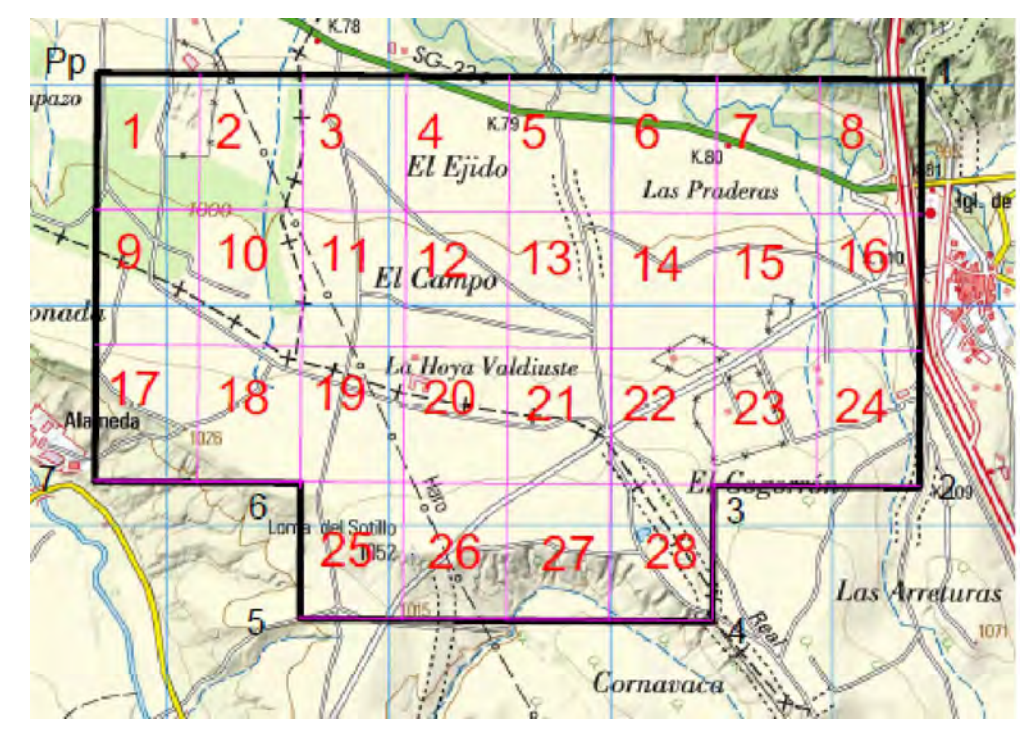 K.78
Pp
SG-22
1
apazo
1 2 3 4 5 6 7 8
K.79
K.80
K.81
El Ejido
Las Praderas
Igl. de
1000
9 10 11 12 13 14 15 16
El Campo
onada
La Hoya Valdiuste
17 18 19 20 21 22 23 24
Alameda
1026
7
Haro
El Gogorrón
2
6
3
Loma del Sotillo
25 26 27 28
1052
Las Arreturas
1015
5
4
Real
1071
Cornavaca